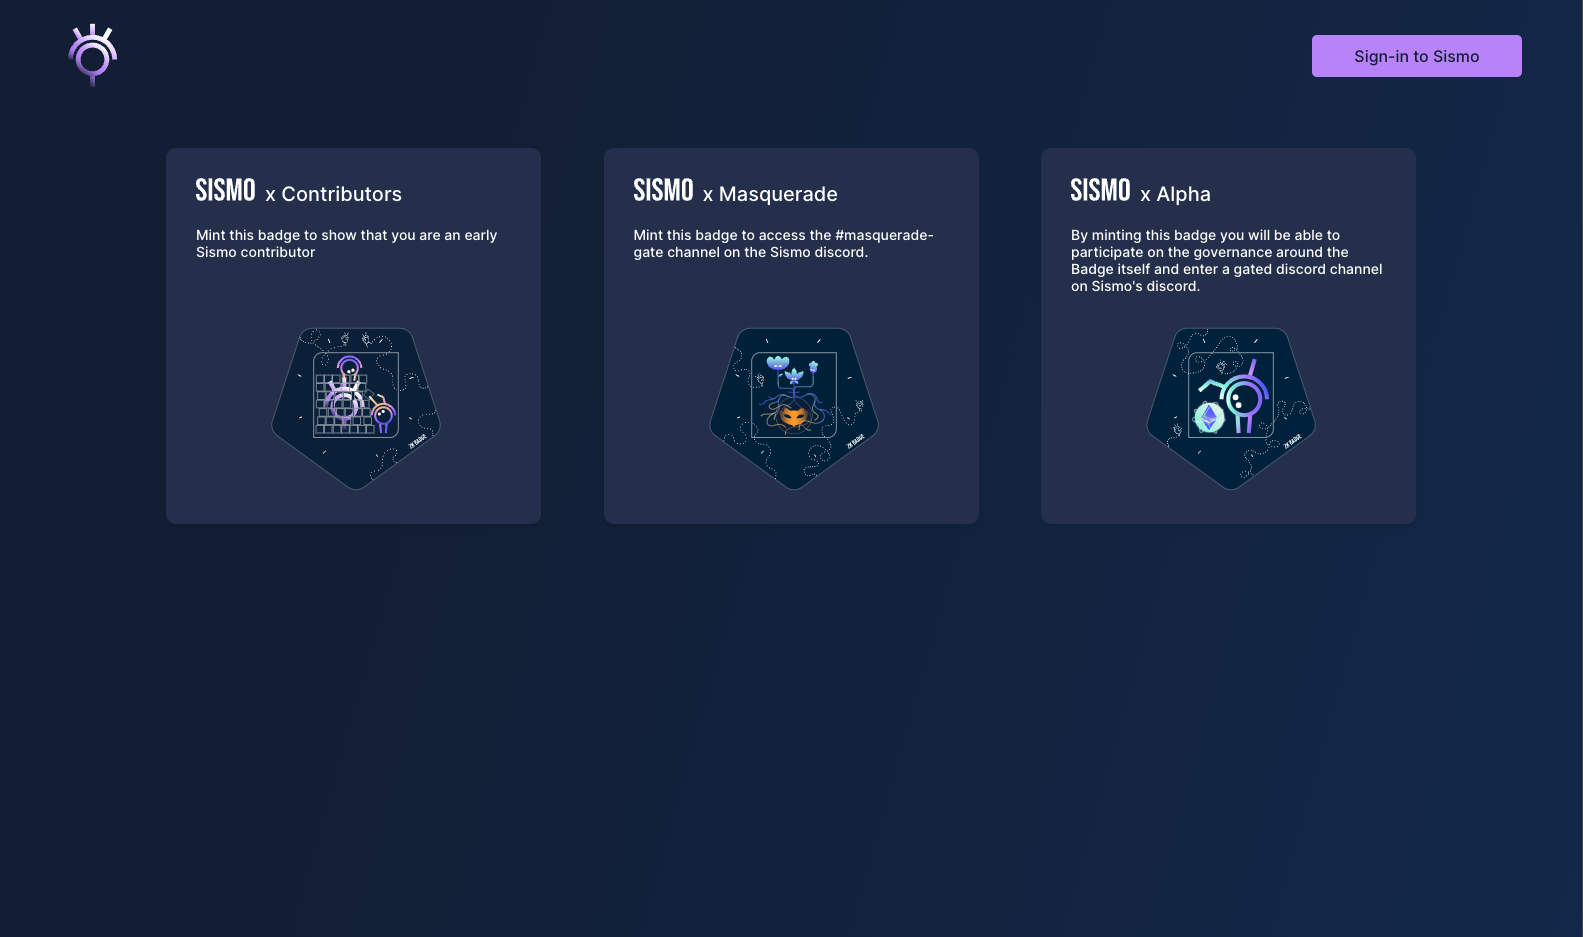 Sign-in to Sismo
SISMO x Contributors
Mint this badge to show that you are an early
Sismo contributor
ZK BADGE
SISMO x Masquerade
Mint this badge to access the #masquerade-
gate channel on the Sismo discord.
ZK BADGE
SISMO x Alpha
By minting this badge you will be able to
participate on the governance around the
Badge itself and enter a gated discord channel
on Sismo's discord.
ZK BADGE